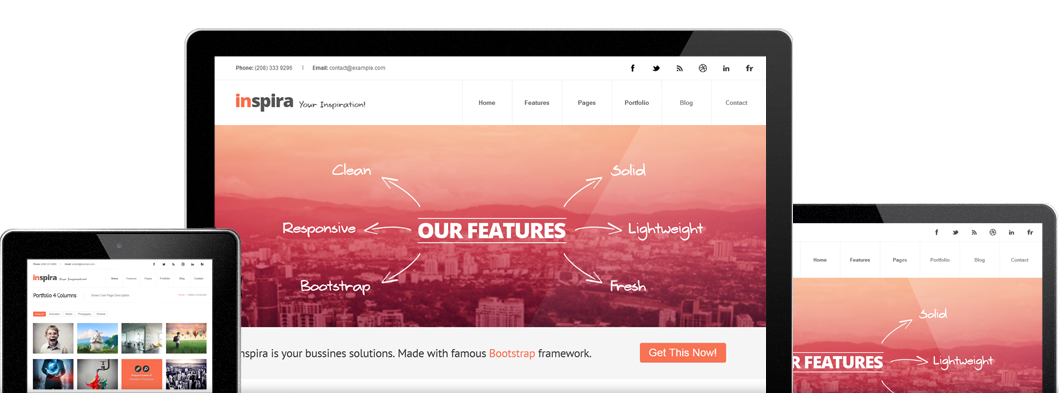 Phone: (208) 333 9296 | Email: contact@example.com
inspira Your Inspiration!
Home Features Pages Portfolio Blog Contact
Clean Solid
Responsive OUR FEATURES Lightweight
Bootstrap Fresh
nspira is your bussines solutions. Made with famous Bootstrap framework. Get This Now!
inspira Your Inspiration!
Home Features Pages Portfolio Blog Contact
Portfolio 4 Columns
Home Features Pages Portfolio Blog Contact
Solid
R FEATURES Lightweight